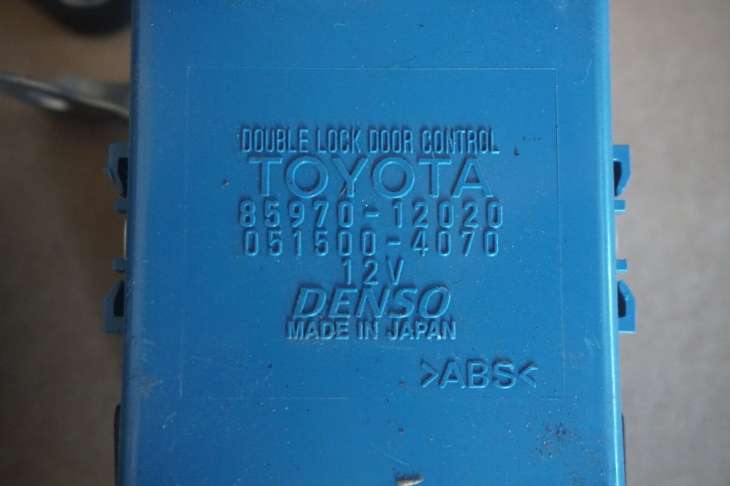 DOUBLE LOCK DOOR CONTROL
TOYOTA
85970-12020
051500-4070
12V
DENSO
MADE IN JAPAN
>ABS<